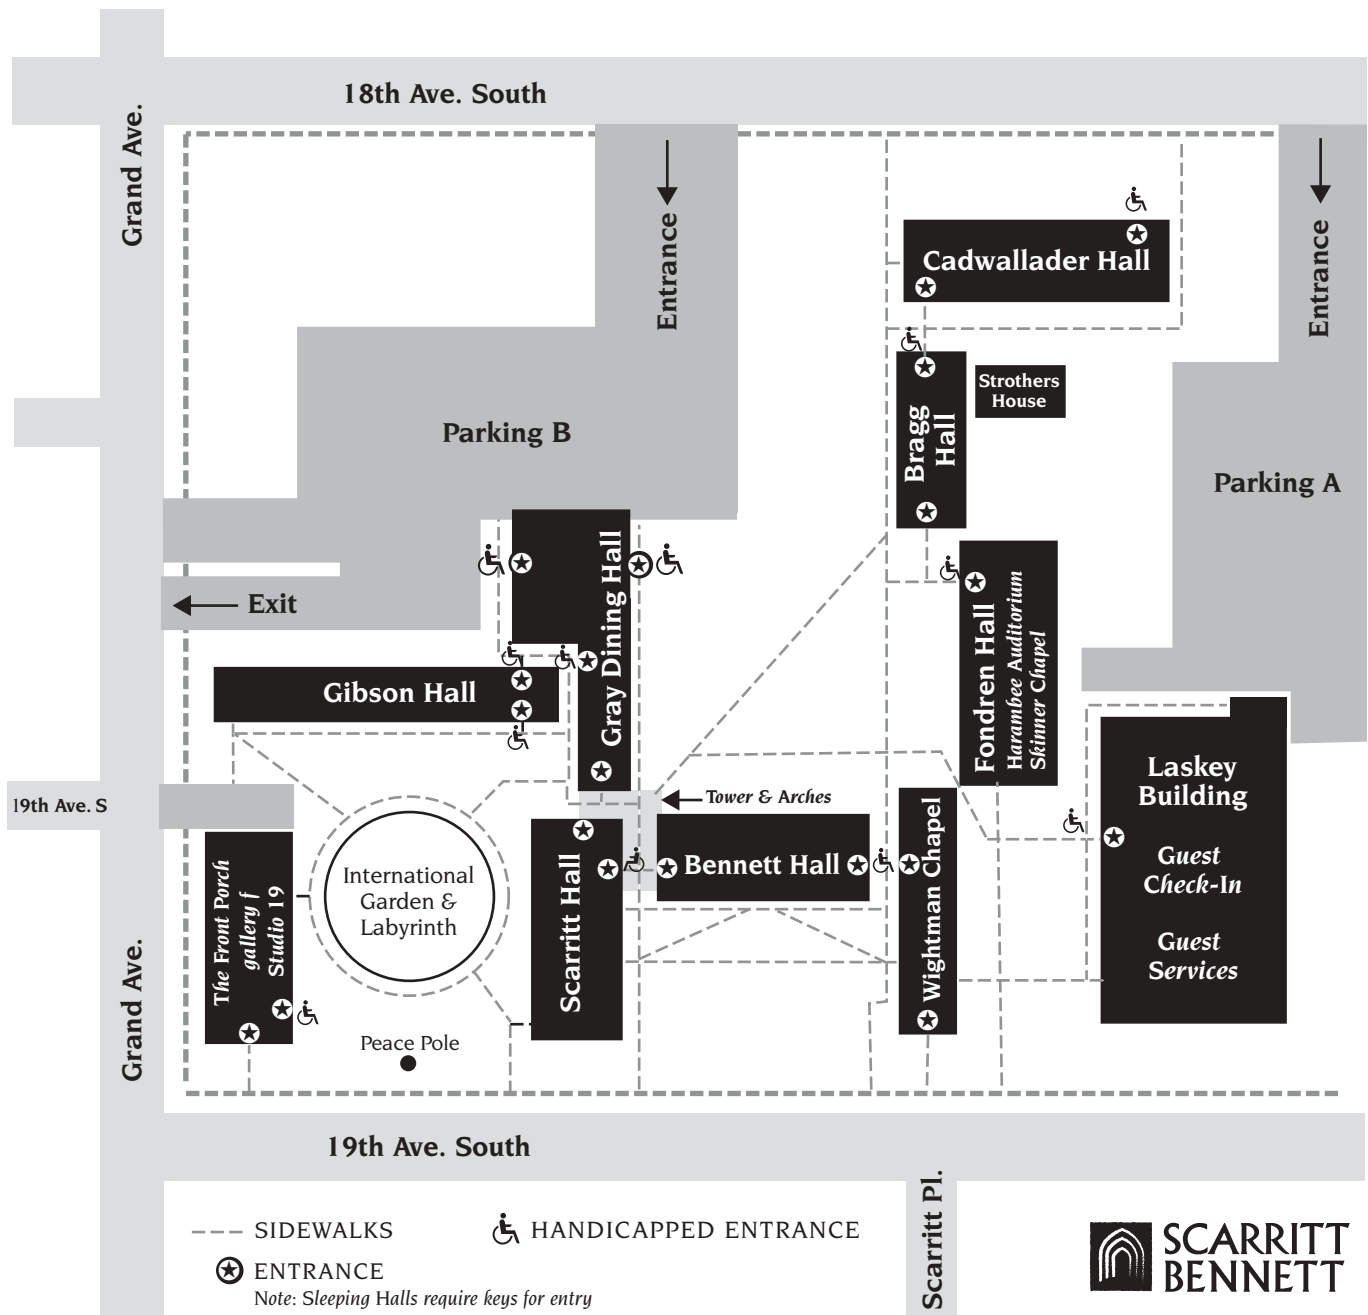 18th Ave. South
Grand Ave.
Entrance
Entrance
Cadwallader Hall
Strothers
House
Bragg
Hall
Parking B
Parking A
Exit
Gray Dining Hall
Gibson Hall
Fondren Hall
Harambee Auditorium
Skinner Chapel
19th Ave. S
Tower & Arches
Laskey
Building
Guest
Check-In
Guest
Services
The Front Porch
gallery f
Studio 19
International
Garden &
Labyrinth
Scarritt Hall
Bennett Hall
Wightman Chapel
Peace Pole
Grand Ave.
19th Ave. South
Scarritt Pl.
SIDEWALKS
HANDICAPPED ENTRANCE
ENTRANCE
Note: Sleeping Halls require keys for entry
SCARRITT
BENNETT